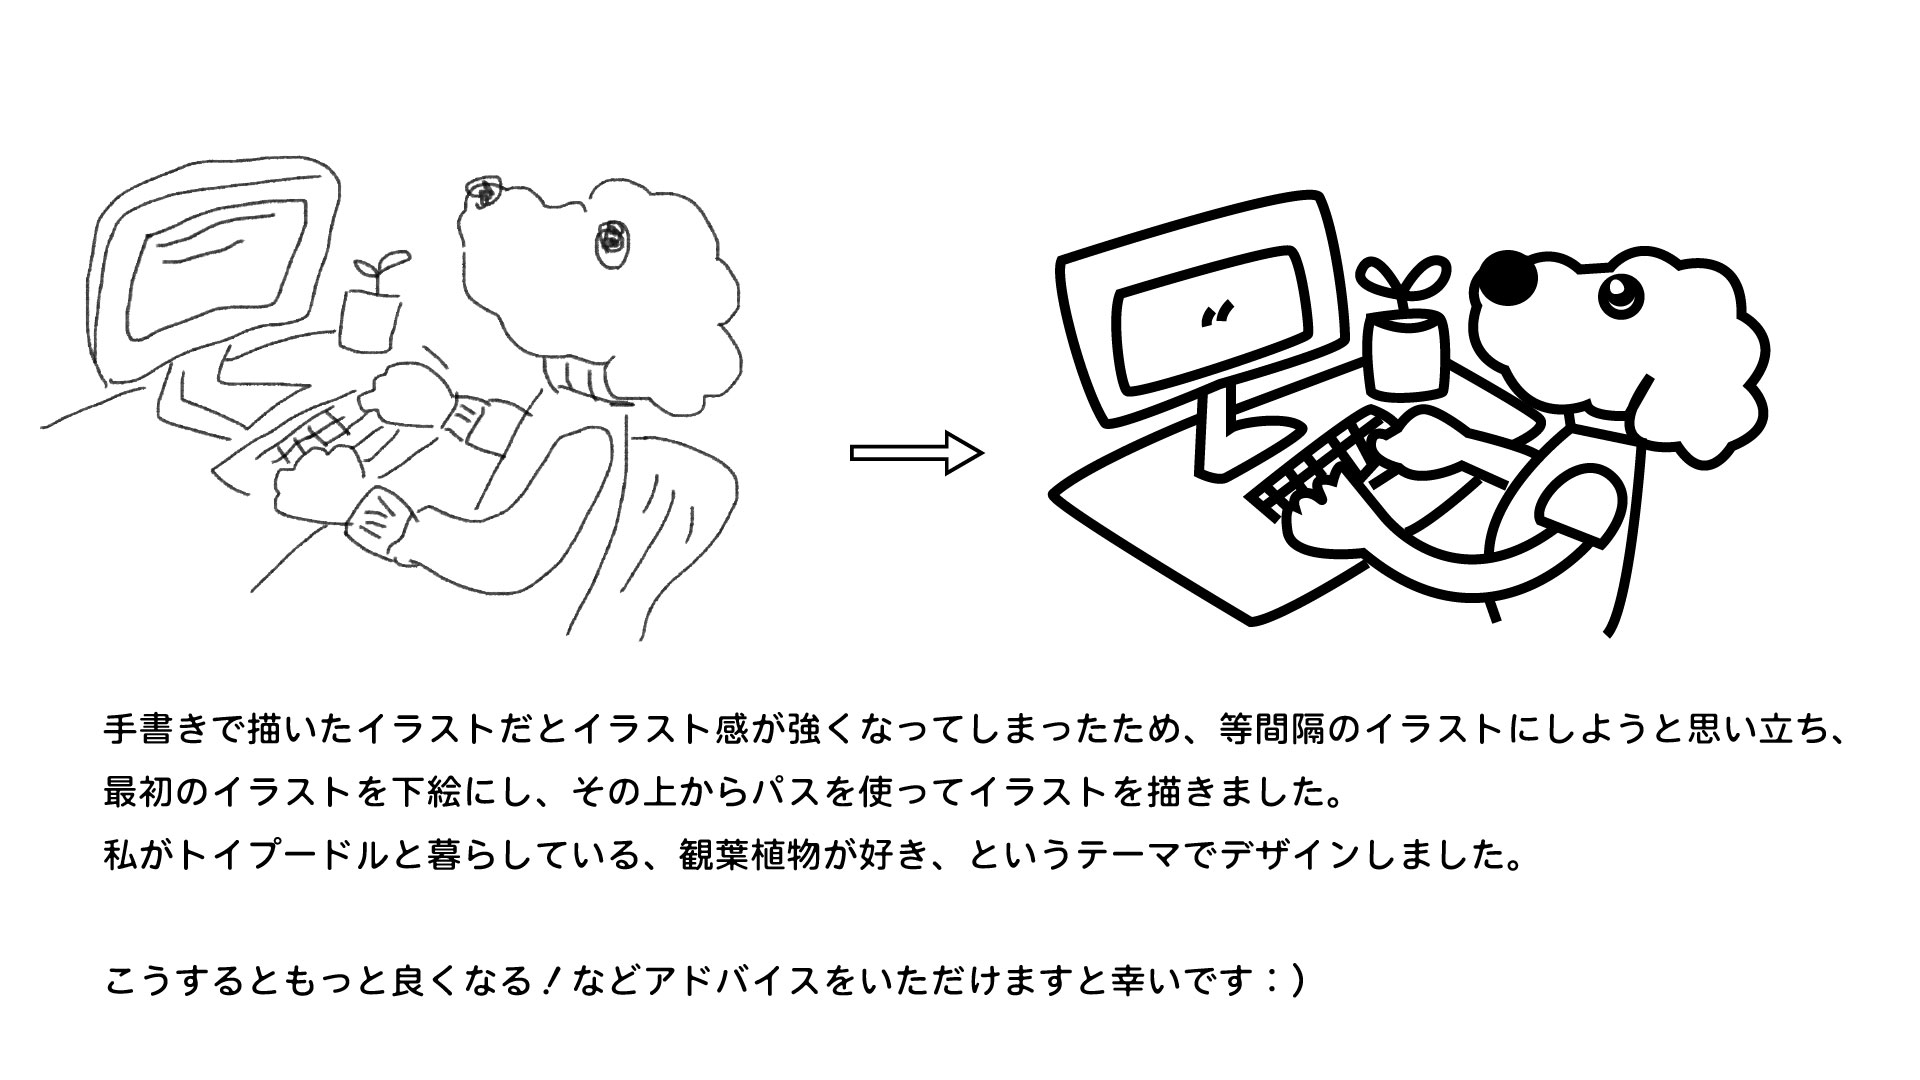 手書きで描いたイラストだとイラスト感が強くなってしまったため、等間隔のイラストにしようと思い立ち、
最初のイラストを下絵にし、その上からパスを使ってイラストを描きました。
私がトイプードルと暮らしている、観葉植物が好き、というテーマでデザインしました。
こうするともっと良くなる！などアドバイスをいただけますと幸いです：）